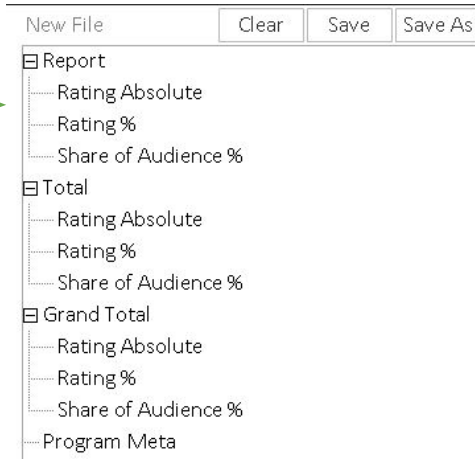 New File Clear Save Save As
Report
Rating Absolute
Rating %
Share of Audience %
Total
Rating Absolute
Rating %
Share of Audience %
Grand Total
Rating Absolute
Rating %
Share of Audience %
Program Meta